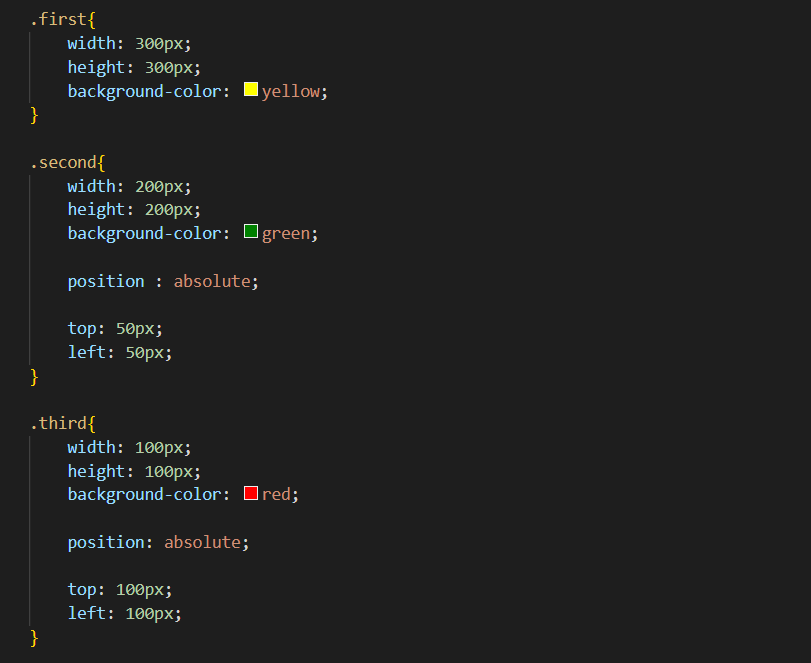 .first{
width: 300px;
height: 300px;
background-color: yellow;
}
.second{
width: 200px;
height: 200px;
background-color: green;
position : absolute;
top: 50px;
left: 50px;
}
.third{
width: 100px;
height: 100px;
background-color: red;
position: absolute;
top: 100px;
left: 100px;
}